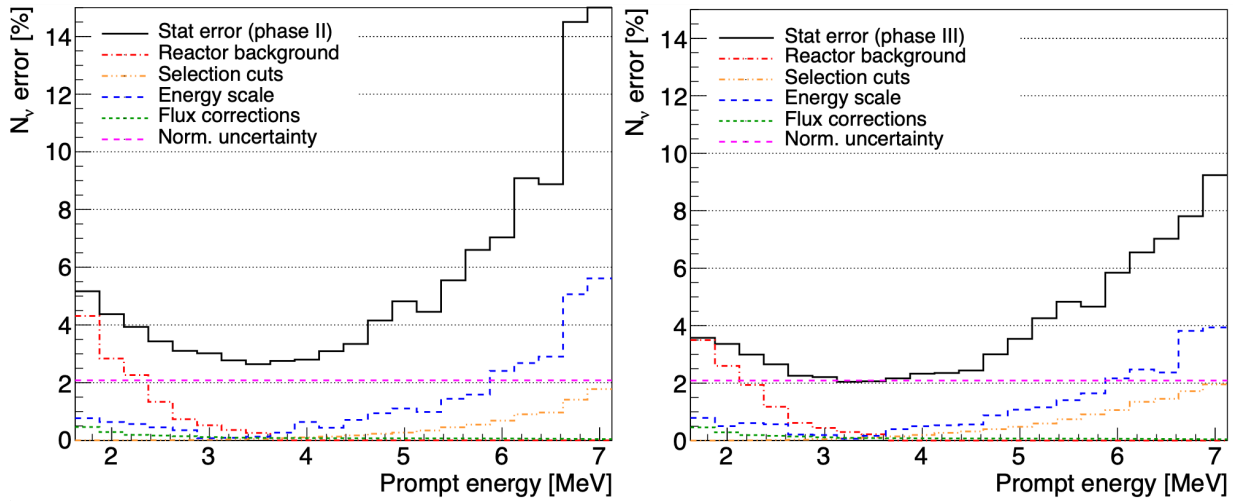 N_ν error [%]
14
12
10
8
6
4
2
0
Stat error (phase II)
Reactor background
Selection cuts
Energy scale
Flux corrections
Norm. uncertainty
2 3 4 5 6 7
Prompt energy [MeV]
N_ν error [%]
14
12
10
8
6
4
2
0
Stat error (phase III)
Reactor background
Selection cuts
Energy scale
Flux corrections
Norm. uncertainty
2 3 4 5 6 7
Prompt energy [MeV]